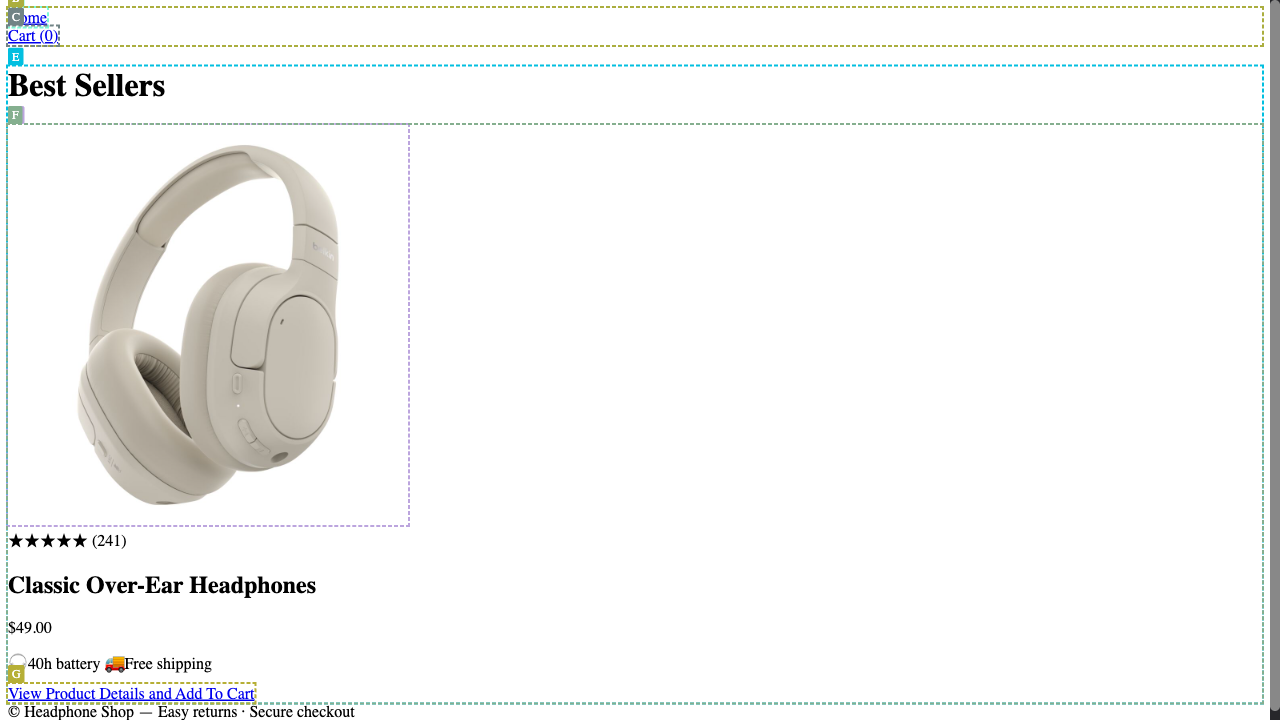 C ome
Cart (0)
E
Best Sellers
F
★★★★★ (241)
Classic Over-Ear Headphones
$49.00
40h battery 🚚Free shipping
G
View Product Details and Add To Cart
© Headphone Shop — Easy returns · Secure checkout